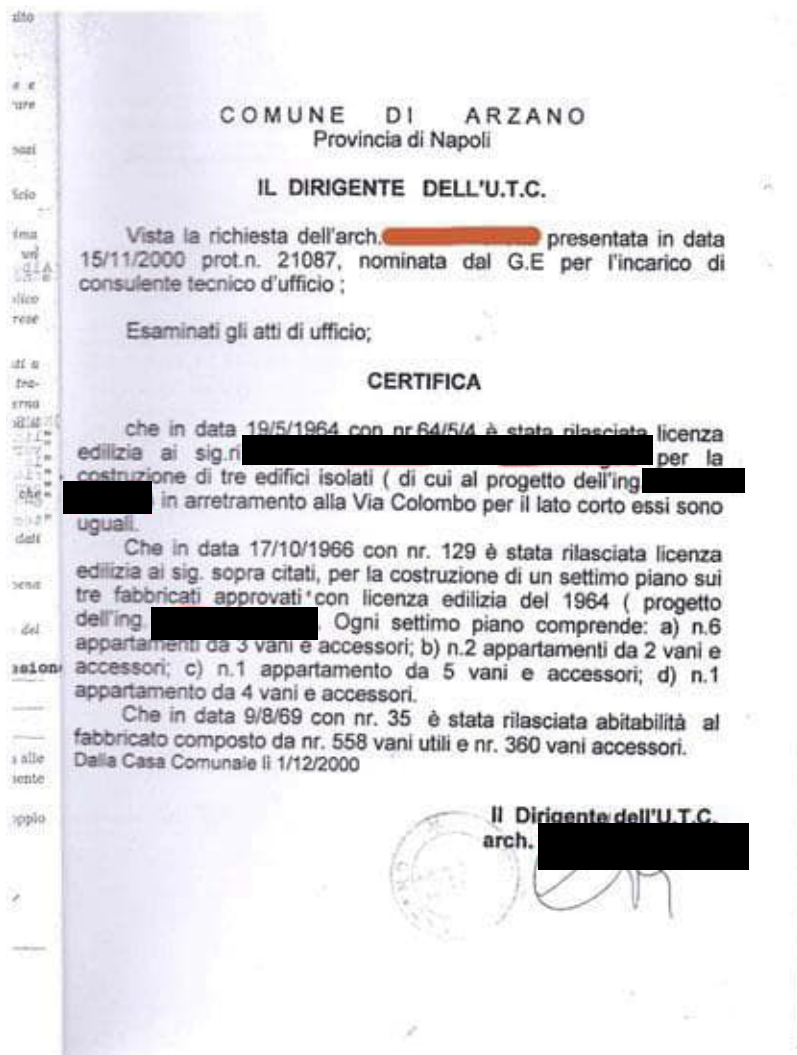 COMUNE DI ARZANO
Provincia di Napoli
IL DIRIGENTE DELL'U.T.C.
Vista la richiesta dell'arch. presentata in data
15/11/2000 prot.n. 21087, nominata dal G.E per l'incarico di
consulente tecnico d'ufficio ;
Esaminati gli atti di ufficio;
CERTIFICA
che in data 19/5/1964 con nr.64/5/4 è stata rilasciata licenza
edilizia ai sig.ri per la
costruzione di tre edifici isolati ( di cui al progetto dell'ing
in arretramento alla Via Colombo per il lato corto essi sono
uguali.
Che in data 17/10/1966 con nr. 129 è stata rilasciata licenza
edilizia ai sig. sopra citati, per la costruzione di un settimo piano sui
tre fabbricati approvati con licenza edilizia del 1964 ( progetto
dell'ing. Ogni settimo piano comprende: a) n.6
appartamenti da 3 vani e accessori; b) n.2 appartamenti da 2 vani e
accessori; c) n.1 appartamento da 5 vani e accessori; d) n.1
appartamento da 4 vani e accessori.
Che in data 9/8/69 con nr. 35 è stata rilasciata abitabilità al
fabbricato composto da nr. 558 vani utili e nr. 360 vani accessori.
Dalla Casa Comunale lì 1/12/2000
Il Dirigente dell'U.T.C.
arch.